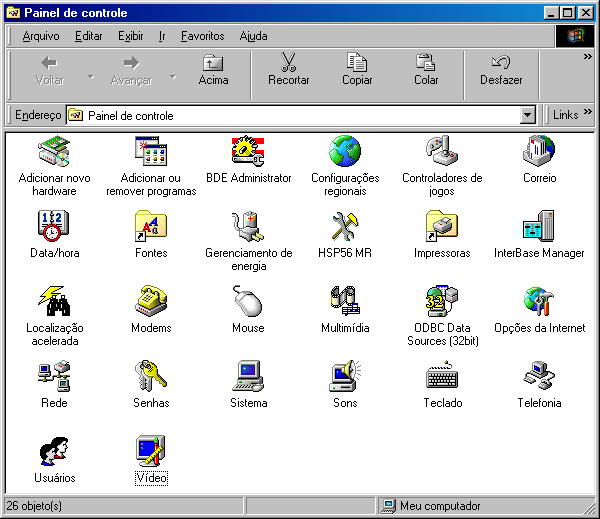 Painel de controle
Arquivo Editar Exibir Ir Favoritos Ajuda
Voltar Avançar Acima Recortar Copiar Colar Desfazer »
Endereço Painel de controle Links »
Adicionar novo hardware
Adicionar ou remover programas
BDE Administrator
Configurações regionais
Controladores de jogos
Correio
Data/hora
Fontes
Gerenciamento de energia
HSP56 MR
Impressoras
InterBase Manager
Localização acelerada
Modems
Mouse
Multimídia
ODBC Data Sources (32bit)
Opções da Internet
Rede
Senhas
Sistema
Sons
Teclado
Telefonia
Usuários
Vídeo
26 objeto(s) Meu computador